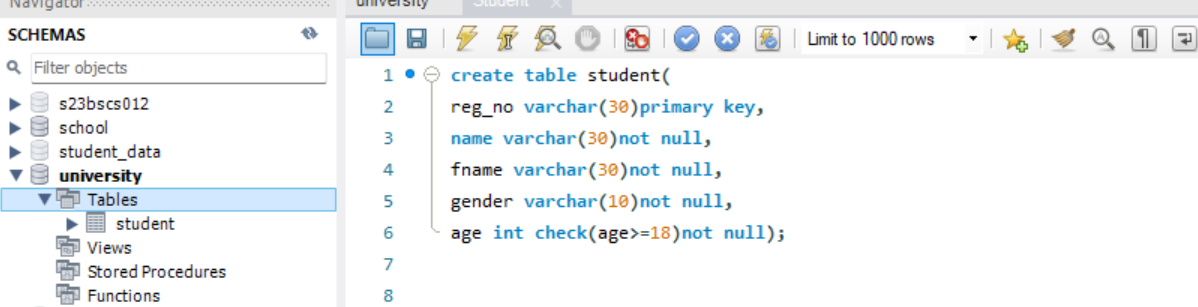 Navigator
SCHEMAS
Filter objects
s23bscs012
school
student_data
university
Tables
student
Views
Stored Procedures
Functions
university
Student
Limit to 1000 rows
1 create table student(
2 reg_no varchar(30)primary key,
3 name varchar(30)not null,
4 fname varchar(30)not null,
5 gender varchar(10)not null,
6 age int check(age>=18)not null);
7
8